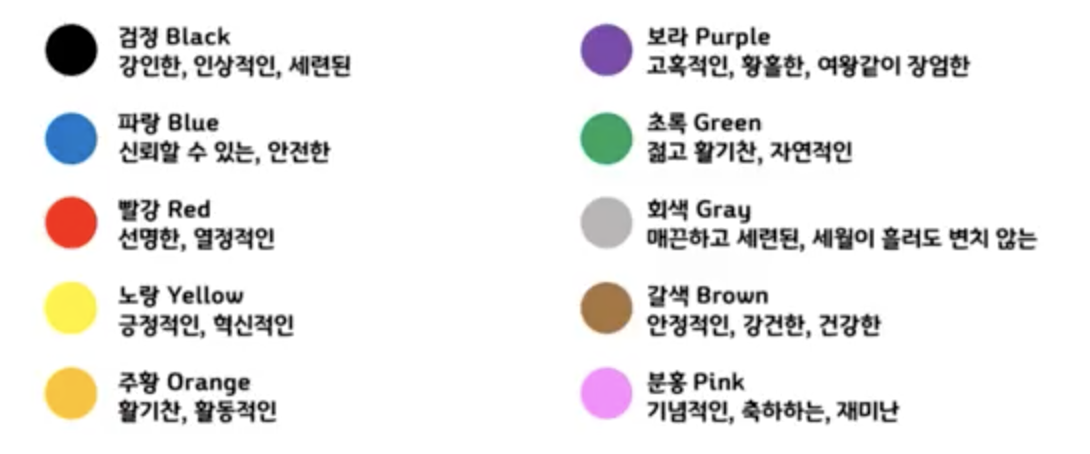 검정 Black
강인한, 인상적인, 세련된
파랑 Blue
신뢰할 수 있는, 안전한
빨강 Red
선명한, 열정적인
노랑 Yellow
긍정적인, 혁신적인
주황 Orange
활기찬, 활동적인
보라 Purple
고혹적인, 황홀한, 여왕같이 장엄한
초록 Green
젊고 활기찬, 자연적인
회색 Gray
매끈하고 세련된, 세월이 흘러도 변치 않는
갈색 Brown
안정적인, 강건한, 건강한
분홍 Pink
기념적인, 축하하는, 재미난